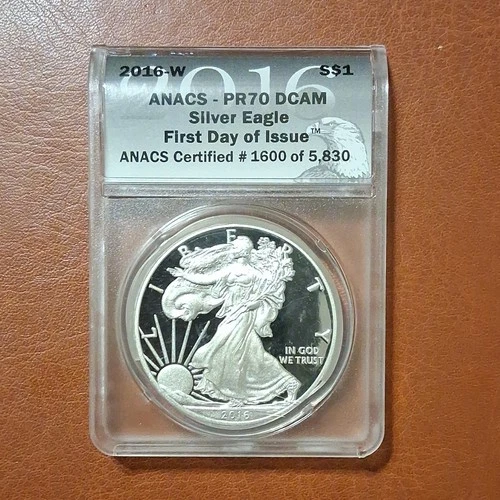 2016
2016-W S$1
ANACS - PR70 DCAM
Silver Eagle
First Day of Issue™
ANACS Certified # 1600 of 5,830
LIBERTY
IN GOD
WE TRUST
2016